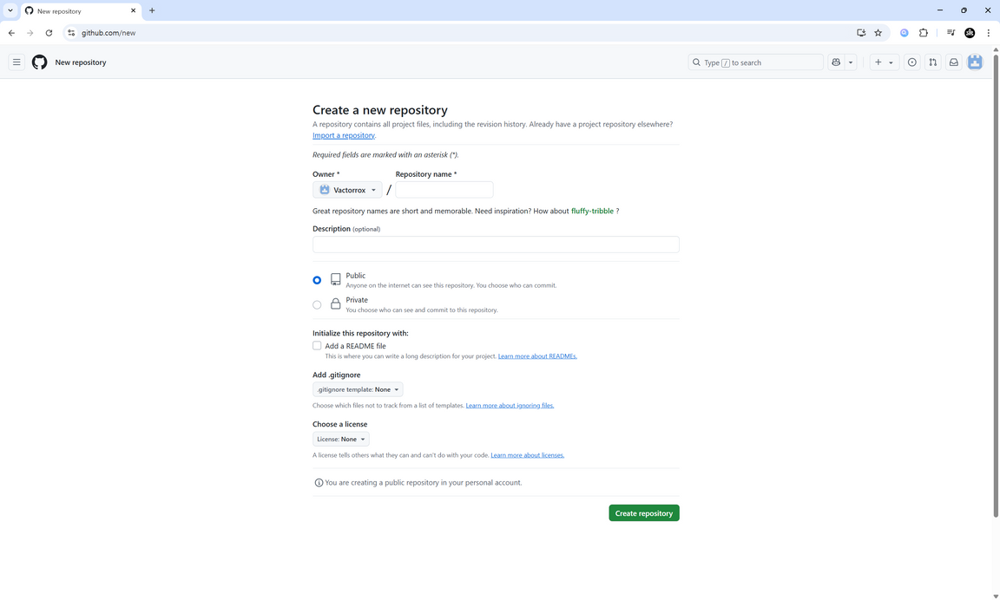 New repository
github.com/new
New repository
Type / to search
Create a new repository
A repository contains all project files, including the revision history. Already have a project repository elsewhere?
Import a repository.
Required fields are marked with an asterisk (*).
Owner * Repository name *
Vactorrox /
Great repository names are short and memorable. Need inspiration? How about fluffy-tribble ?
Description (optional)
Public
Anyone on the internet can see this repository. You choose who can commit.
Private
You choose who can see and commit to this repository.
Initialize this repository with:
Add a README file
This is where you can write a long description for your project. Learn more about READMEs.
Add .gitignore
.gitignore template: None
Choose which files not to track from a list of templates. Learn more about ignoring files.
Choose a license
License: None
A license tells others what they can and can't do with your code. Learn more about licenses.
You are creating a public repository in your personal account.
Create repository